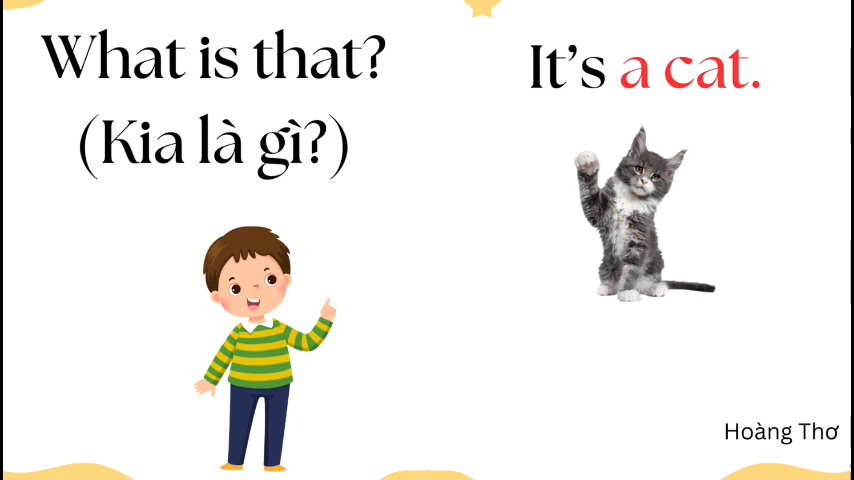 What is that?
(Kia là gì?)
It's a cat.
Hoàng Thơ